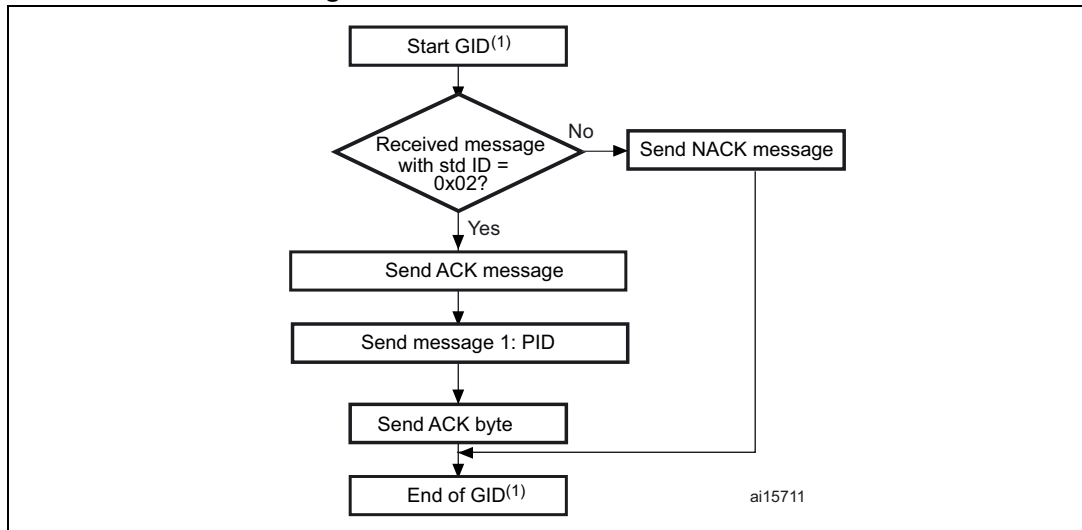 Start GID(1)
Received message
with std ID =
0x02?
No
Send NACK message
Yes
Send ACK message
Send message 1: PID
Send ACK byte
End of GID(1)
ai15711